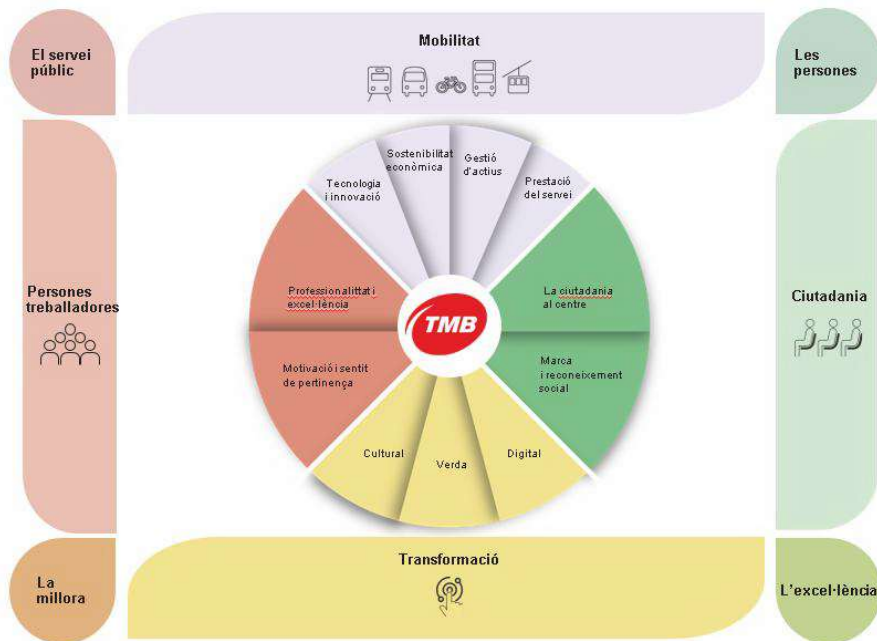 El servei
públic
Mobilitat
Les
persones
Tecnologia
i innovació
Sostenibilitat
econòmica
Gestió
d'actius
Prestació
del servei
Persones
treballadores
Professionalittat i
excel·lència
Motivació i sentit
de pertinença
TMB
La ciutadania
al centre
Marca
i reconeixement
social
Ciutadania
Cultural
Verda
Digital
La
millora
Transformació
L'excel·lència